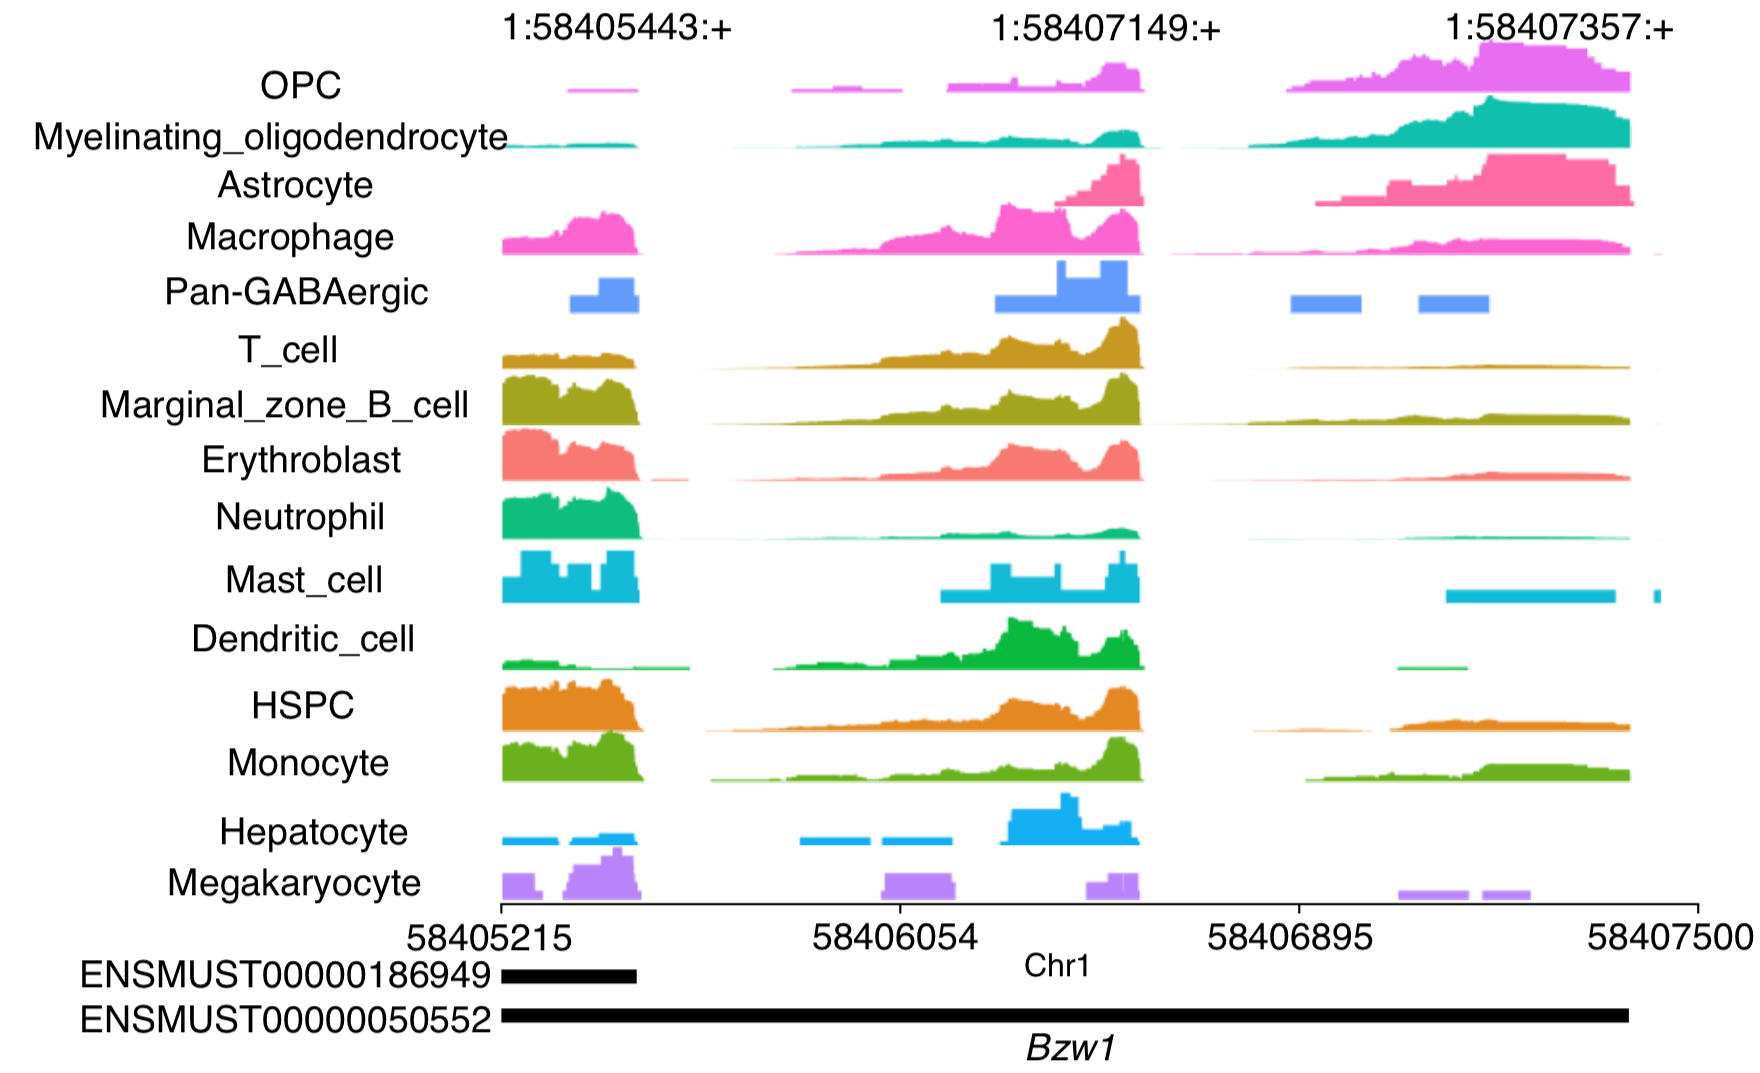 1:58405443:+ 1:58407149:+ 1:58407357:+
OPC
Myelinating_oligodendrocyte
Astrocyte
Macrophage
Pan-GABAergic
T_cell
Marginal_zone_B_cell
Erythroblast
Neutrophil
Mast_cell
Dendritic_cell
HSPC
Monocyte
Hepatocyte
Megakaryocyte
58405215 58406054 58406895 58407500
Chr1
ENSMUST00000186949
ENSMUST00000050552
Bzw1